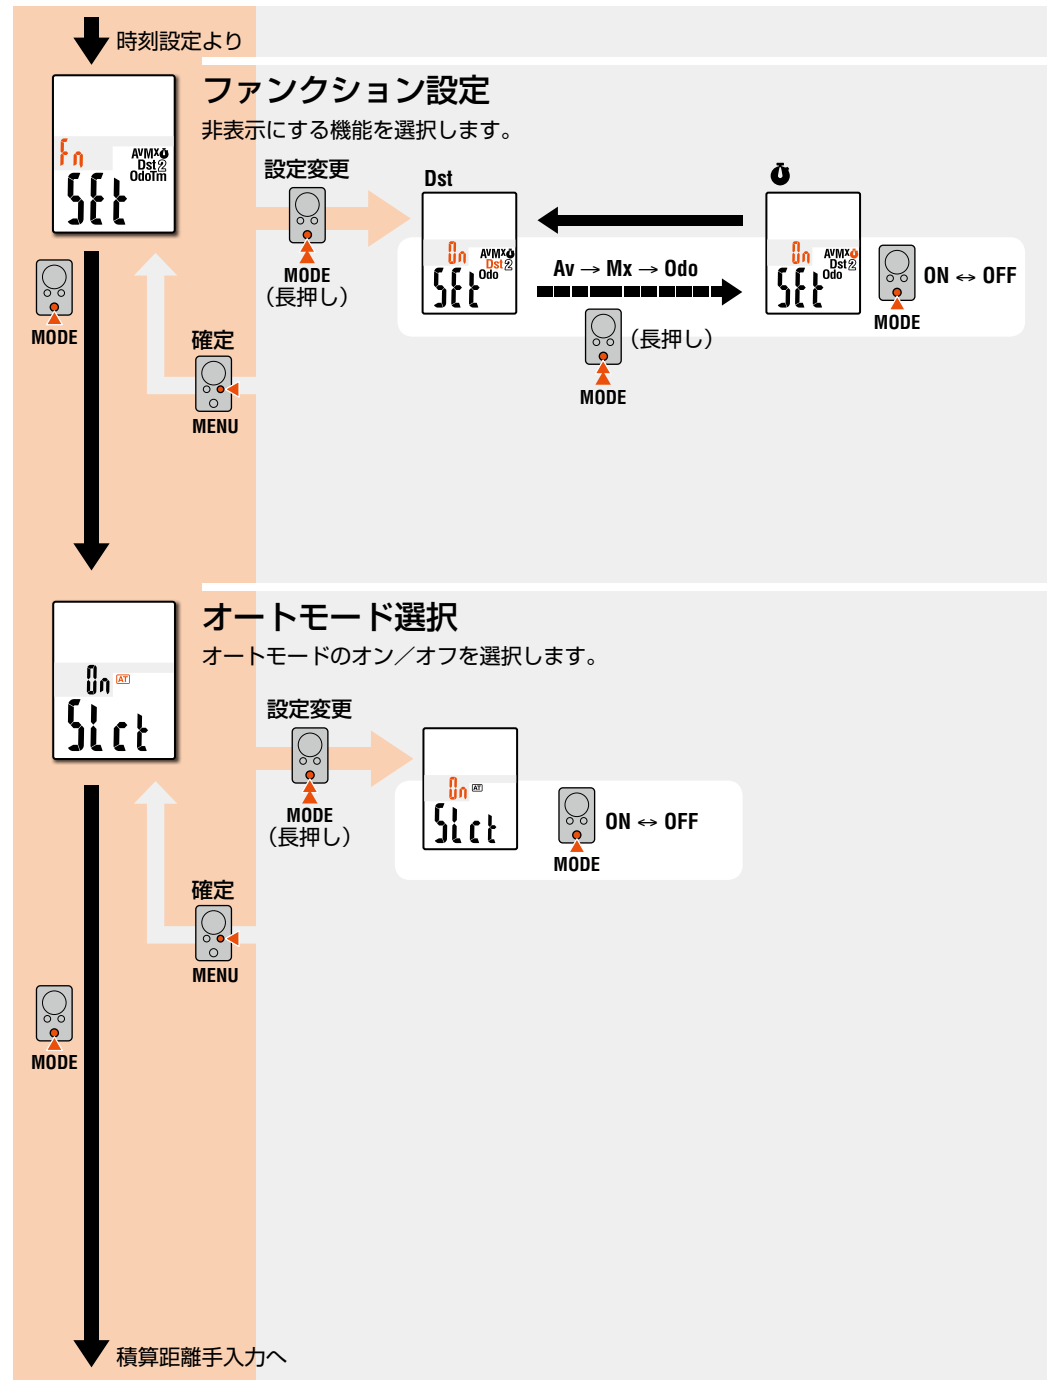 時刻設定より
ファンクション設定
非表示にする機能を選択します。
Fn
AVMX
Dst2
OdoTm
SEt
設定変更
MODE
（長押し）
Dst
On
AVMX
Dst2
Odo
SEt
Av → Mx → Odo
（長押し）
MODE
On
AVMX
Dst2
Odo
SEt
ON ↔ OFF
MODE
MODE
確定
MENU
オートモード選択
オートモードのオン／オフを選択します。
On AT
SLct
設定変更
MODE
（長押し）
On AT
SLct
ON ↔ OFF
MODE
確定
MENU
MODE
積算距離手入力へ